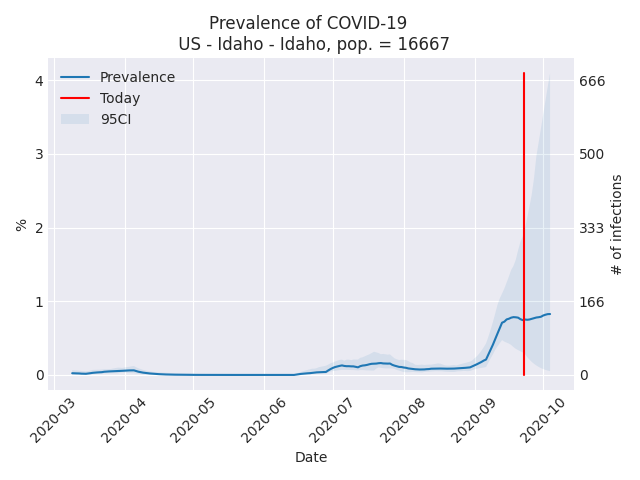 Prevalence of COVID-19
US - Idaho - Idaho, pop. = 16667
Prevalence
Today
95CI
4
3
2
1
0
%
666
500
333
166
0
# of infections
2020-03
2020-04
2020-05
2020-06
2020-07
2020-08
2020-09
2020-10
Date